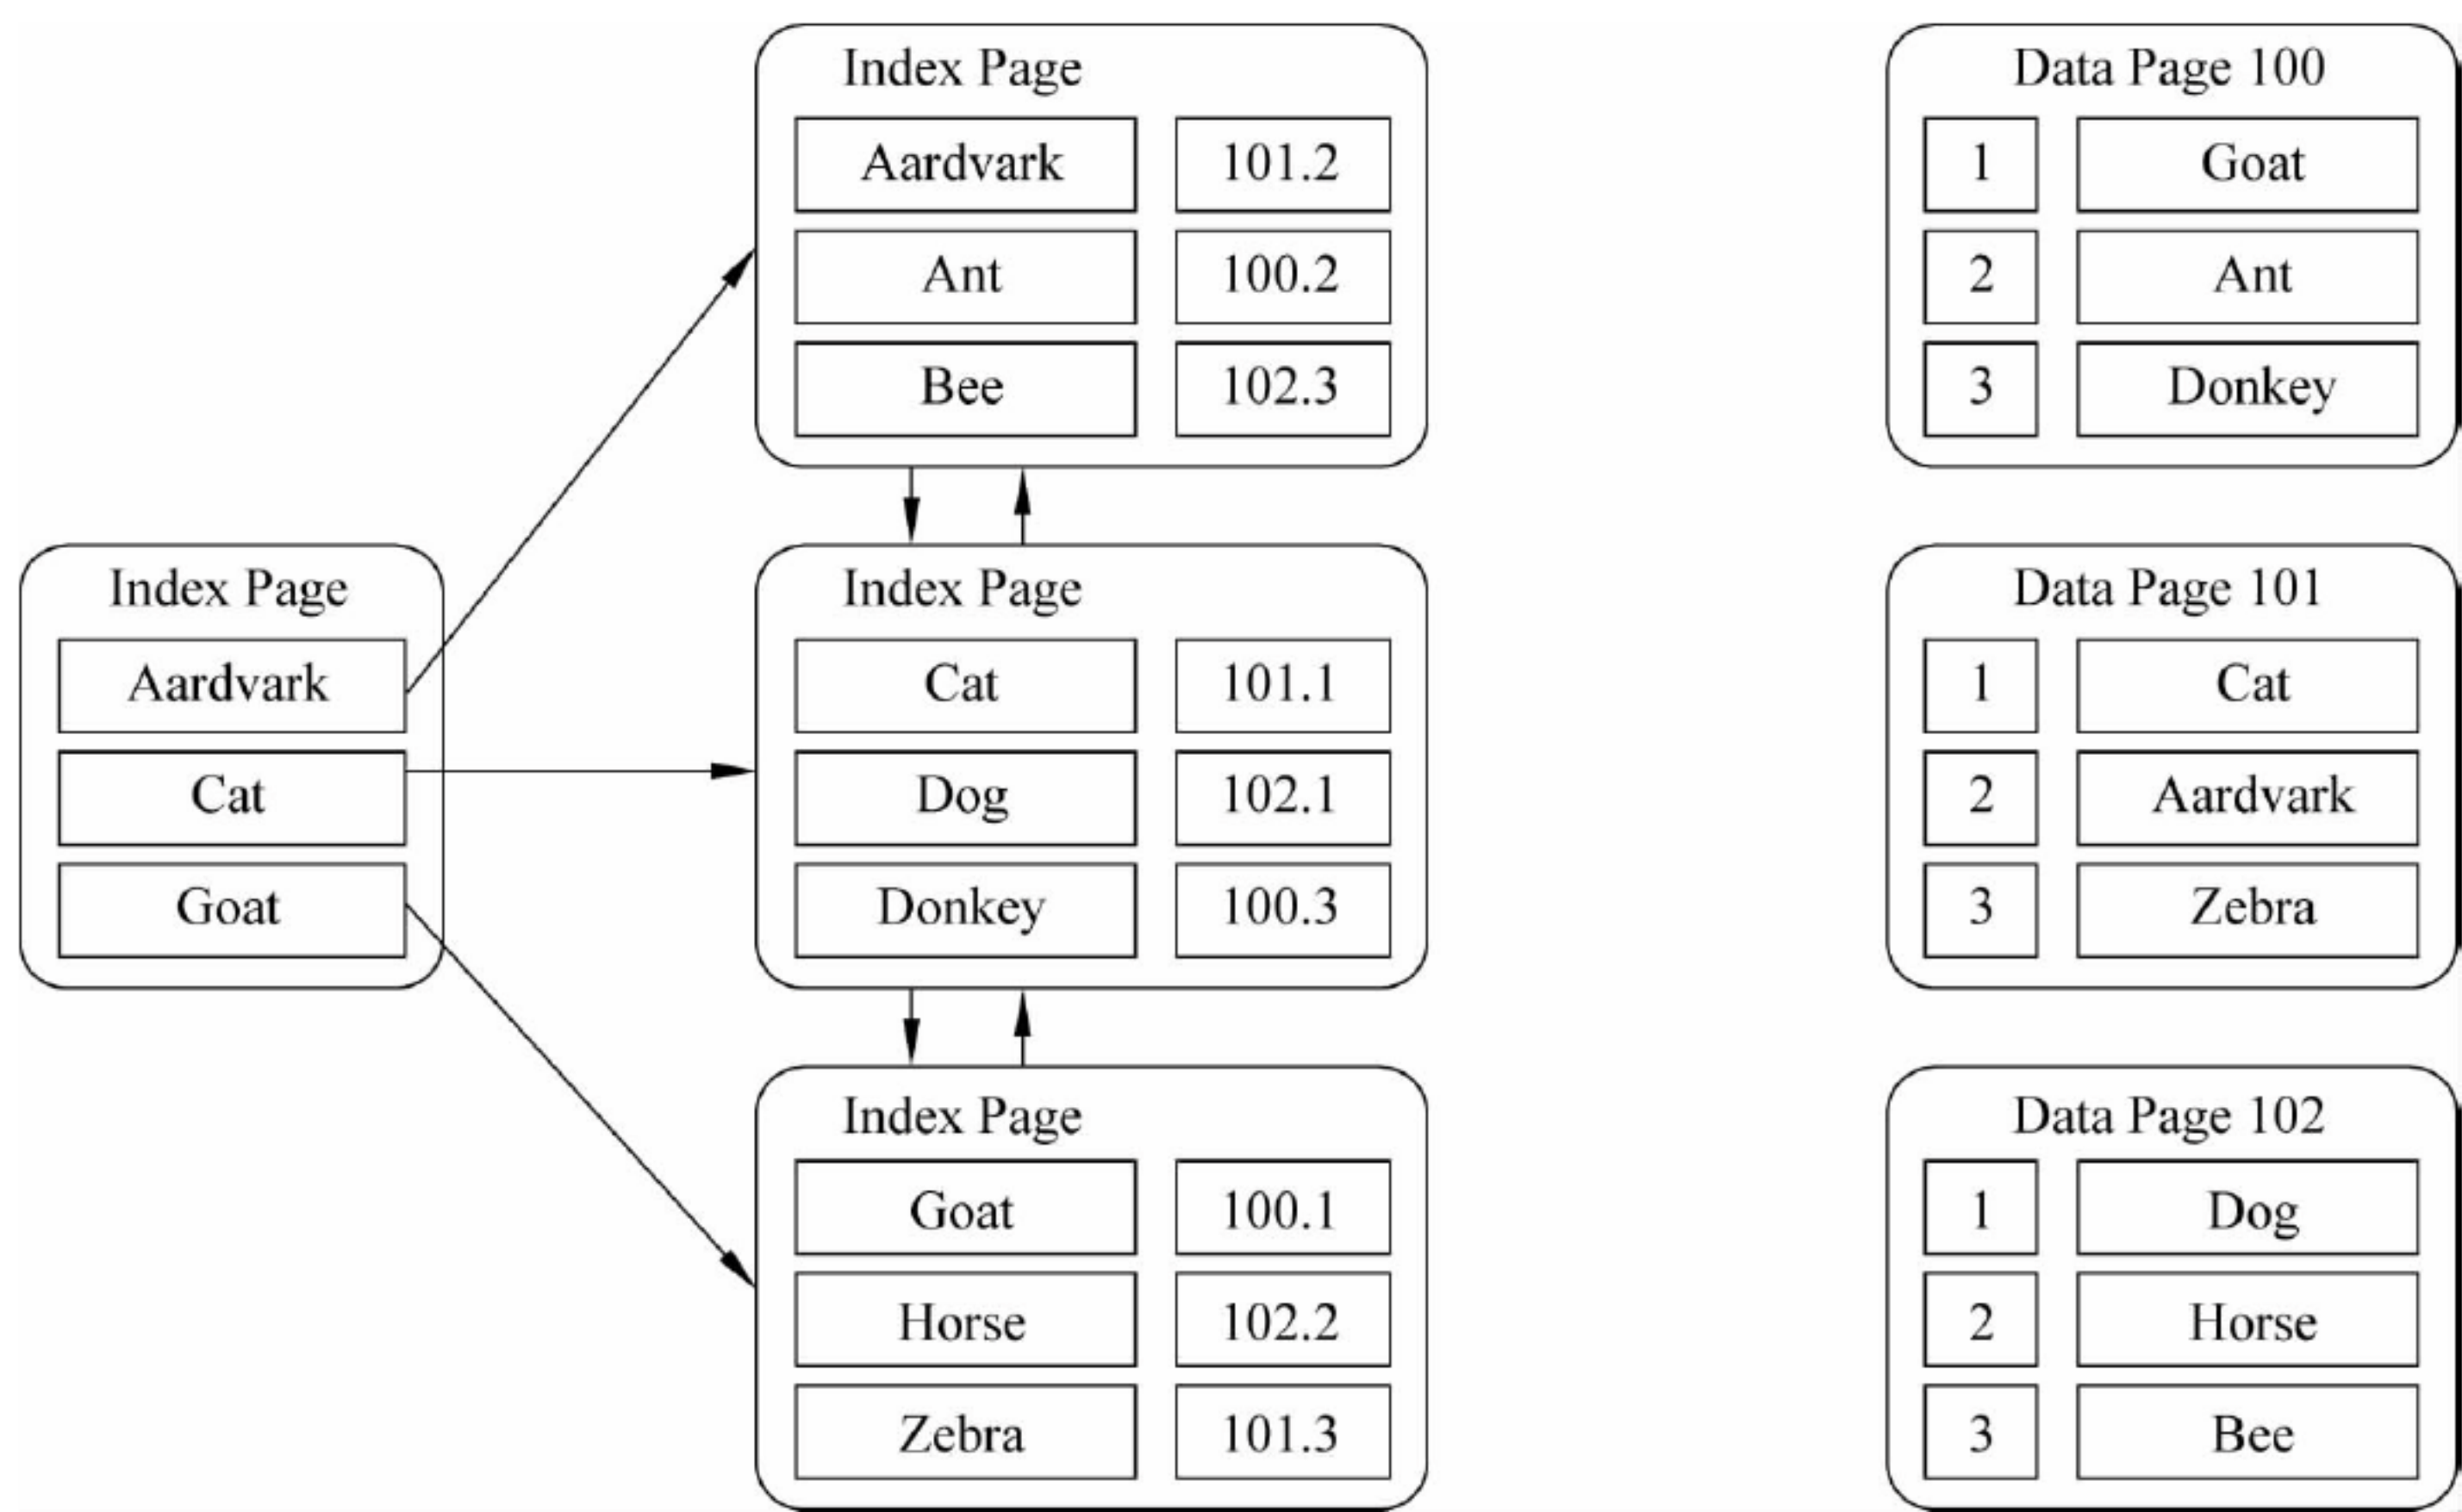 Index Page
Aardvark
Cat
Goat
Index Page
Aardvark 101.2
Ant 100.2
Bee 102.3
Index Page
Cat 101.1
Dog 102.1
Donkey 100.3
Index Page
Goat 100.1
Horse 102.2
Zebra 101.3
Data Page 100
1 Goat
2 Ant
3 Donkey
Data Page 101
1 Cat
2 Aardvark
3 Zebra
Data Page 102
1 Dog
2 Horse
3 Bee